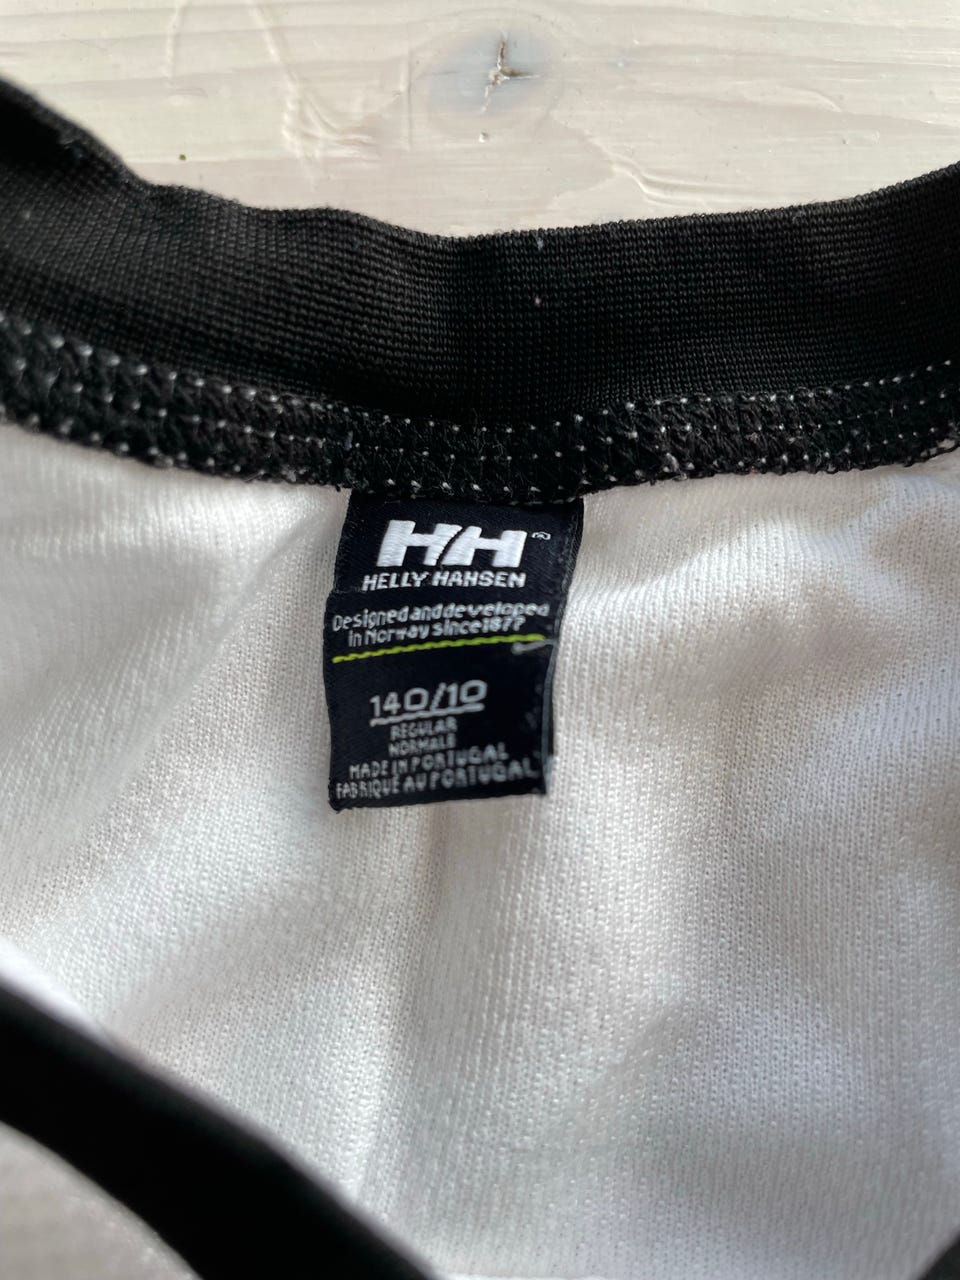 HH®
HELLY HANSEN
Designed and developed
in Norway since 1877
140/10
REGULAR
NORMALE
MADE IN PORTUGAL
FABRIQUÉ AU PORTUGAL